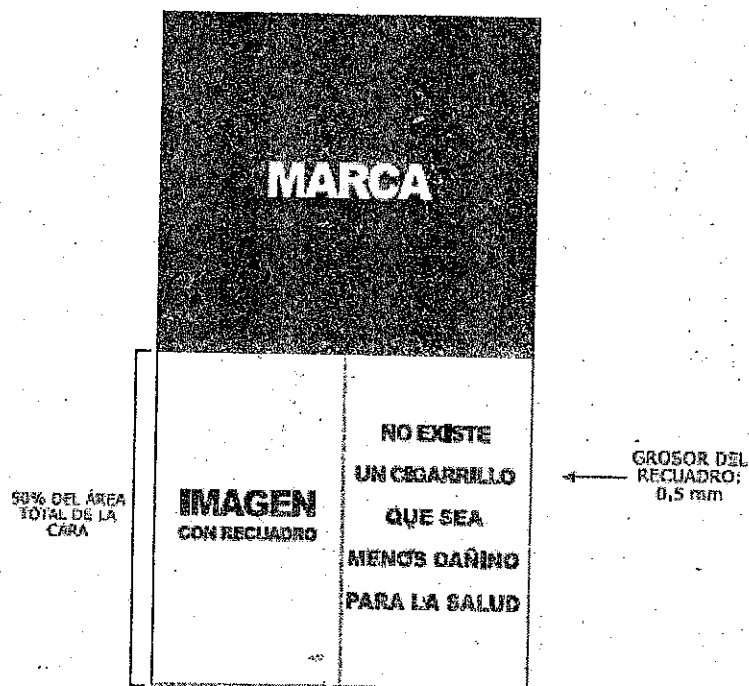 MARCA
50% DEL ÁREA
TOTAL DE LA
CARA
IMAGEN
CON RECUADRO
NO EXISTE
UN CIGARRILLO
QUE SEA
MENOS DAÑINO
PARA LA SALUD
GROSOR DEL
RECUADRO:
0,5 mm